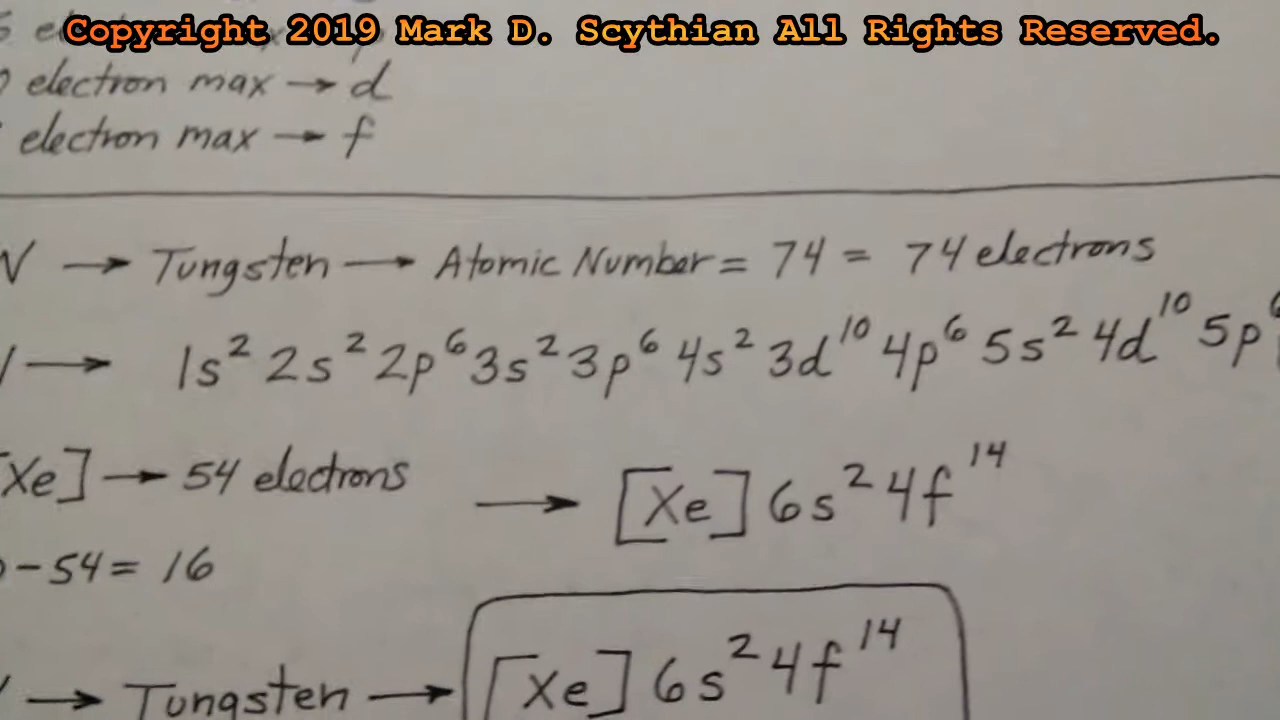 Copyright 2019 Mark D. Scythian All Rights Reserved.
electron max → d
electron max → f
→ Tungsten → Atomic Number = 74 = 74 electrons
→ 1s² 2s² 2p⁶ 3s² 3p⁶ 4s² 3d¹⁰ 4p⁶ 5s² 4d¹⁰ 5p⁶
[Xe] → 54 electrons
→ [Xe] 6s² 4f¹⁴
- 54 = 16
→ Tungsten → [Xe] 6s² 4f¹⁴